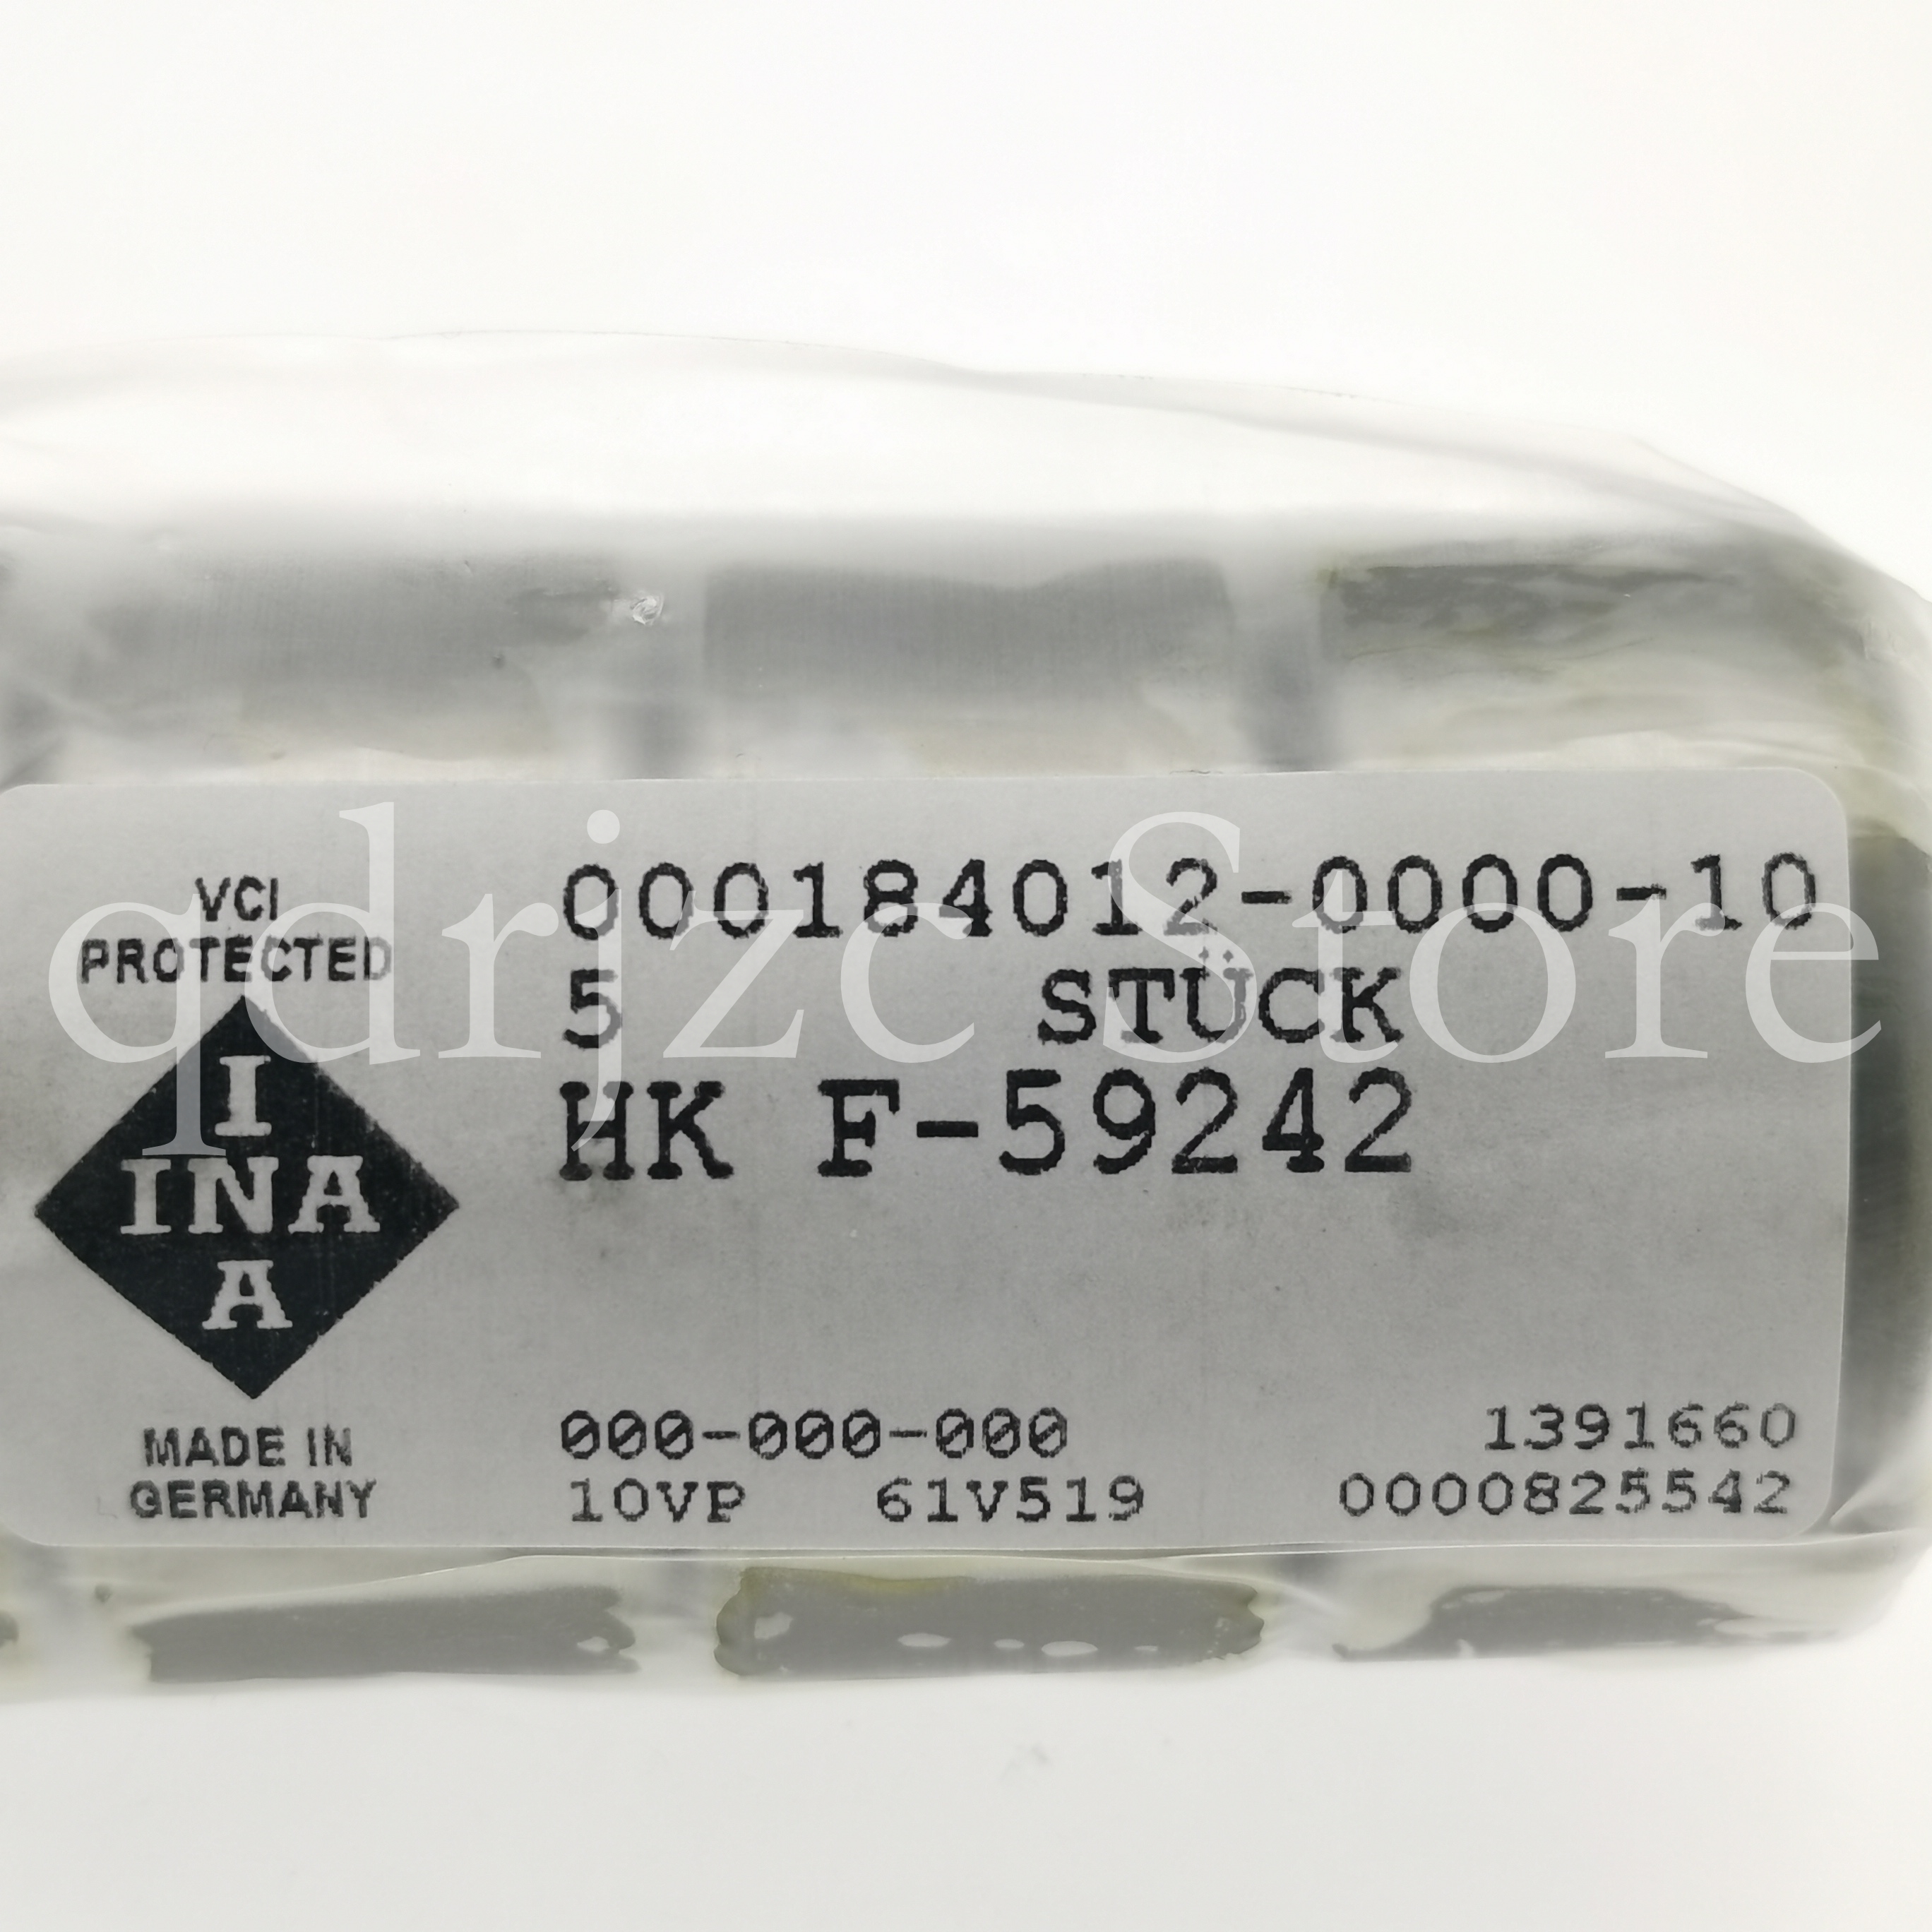 VCI
PROTECTED
I
INA
A
MADE IN
GERMANY
000184012-0000-10
5 STÜCK
HK F-59242
000-000-000 1391660
10VP 61V519 0000825542
qdrjzc Store